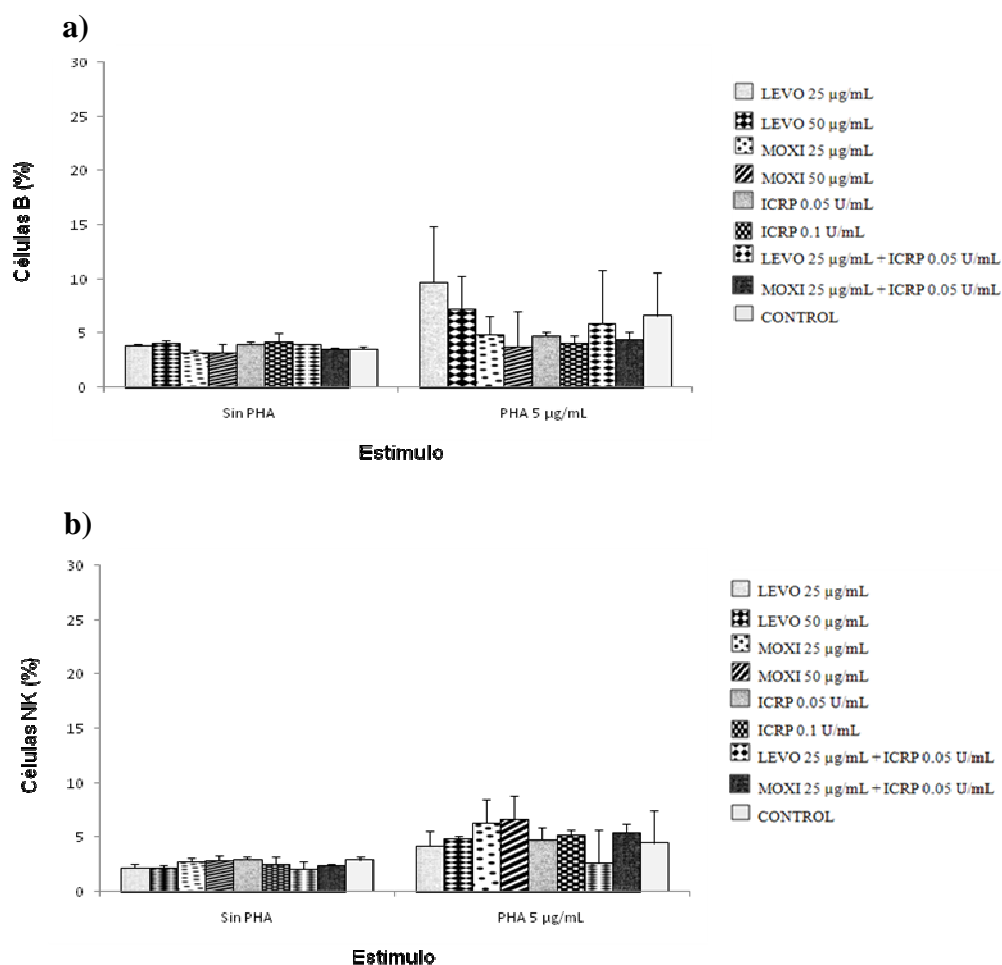 a)
30
25
20
15
10
5
0
Células B (%)
Sin PHA
PHA 5 µg/mL
Estímulo
LEVO 25 µg/mL
LEVO 50 µg/mL
MOXI 25 µg/mL
MOXI 50 µg/mL
ICRP 0.05 U/mL
ICRP 0.1 U/mL
LEVO 25 µg/mL + ICRP 0.05 U/mL
MOXI 25 µg/mL + ICRP 0.05 U/mL
CONTROL
b)
30
25
20
15
10
5
0
Células NK (%)
Sin PHA
PHA 5 µg/mL
Estímulo
LEVO 25 µg/mL
LEVO 50 µg/mL
MOXI 25 µg/mL
MOXI 50 µg/mL
ICRP 0.05 U/mL
ICRP 0.1 U/mL
LEVO 25 µg/mL + ICRP 0.05 U/mL
MOXI 25 µg/mL + ICRP 0.05 U/mL
CONTROL